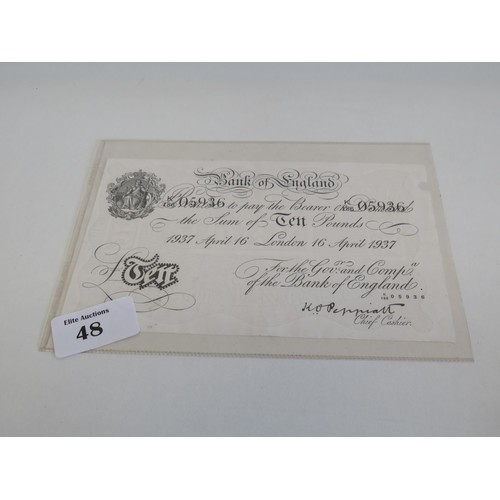 Bank of England
05936 to pay the Bearer on 05936
the Sum of Ten Pounds
1937 April 16 London 16 April 1937
For the Govr. and Compa.
of the Bank of England.
£Ten
05936
K. O. Peppiatt
Chief Cashier.
Elite Auctions
48